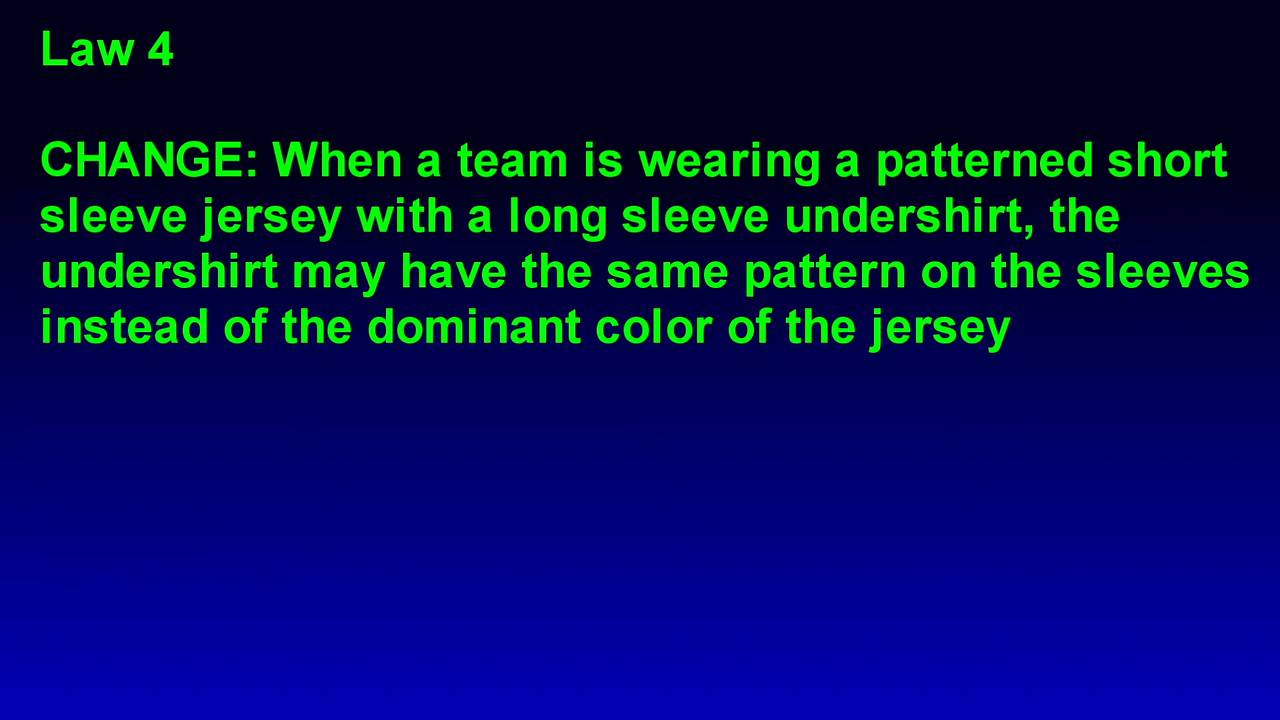 Law 4
CHANGE: When a team is wearing a patterned short
sleeve jersey with a long sleeve undershirt, the
undershirt may have the same pattern on the sleeves
instead of the dominant color of the jersey